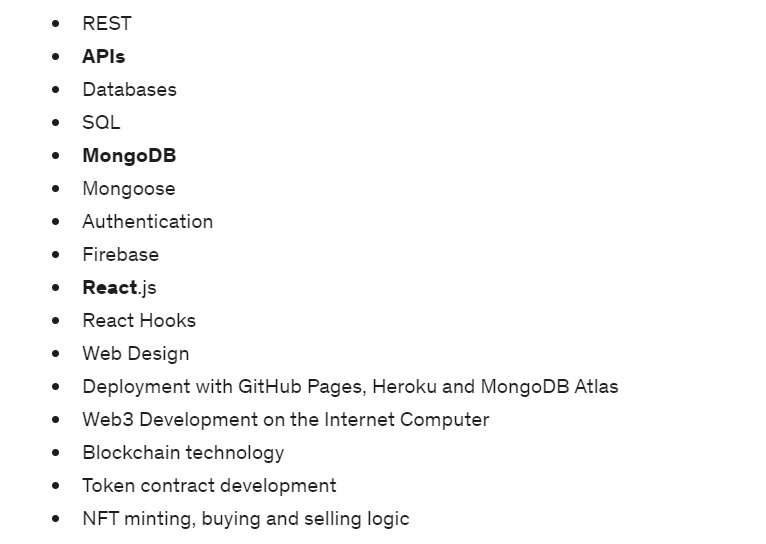 REST
APIs
Databases
SQL
MongoDB
Mongoose
Authentication
Firebase
React.js
React Hooks
Web Design
Deployment with GitHub Pages, Heroku and MongoDB Atlas
Web3 Development on the Internet Computer
Blockchain technology
Token contract development
NFT minting, buying and selling logic